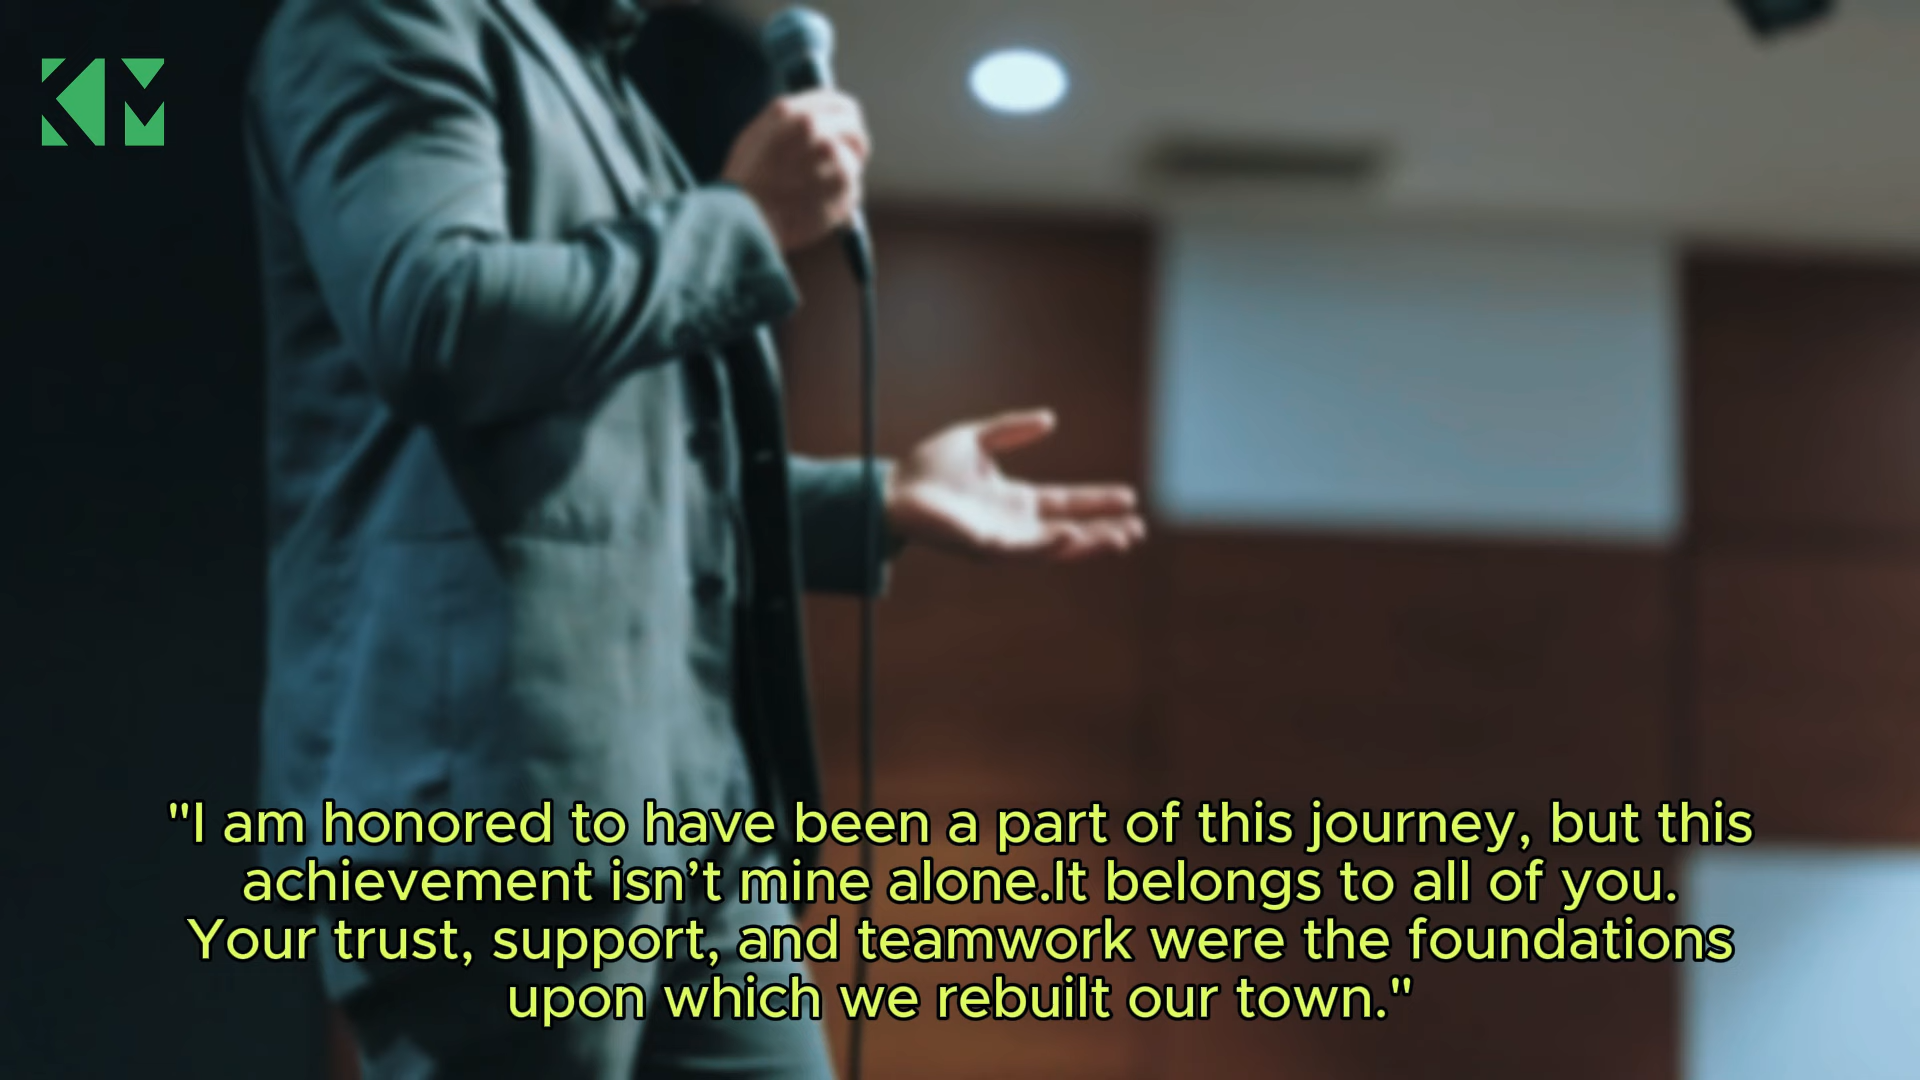 KM
"I am honored to have been a part of this journey, but this
achievement isn’t mine alone.It belongs to all of you.
Your trust, support, and teamwork were the foundations
upon which we rebuilt our town."